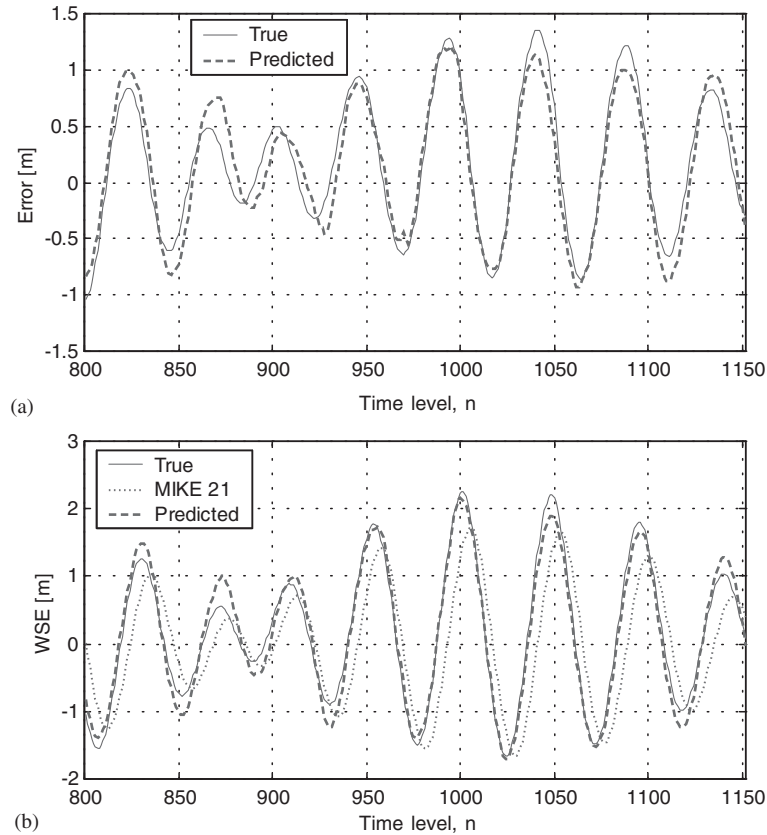 1.5
True
Predicted
1
0.5
0
-0.5
-1
-1.5
Error [m]
800 850 900 950 1000 1050 1100 1150
Time level, n
(a)
3
True
MIKE 21
Predicted
2
1
0
-1
-2
WSE [m]
800 850 900 950 1000 1050 1100 1150
Time level, n
(b)